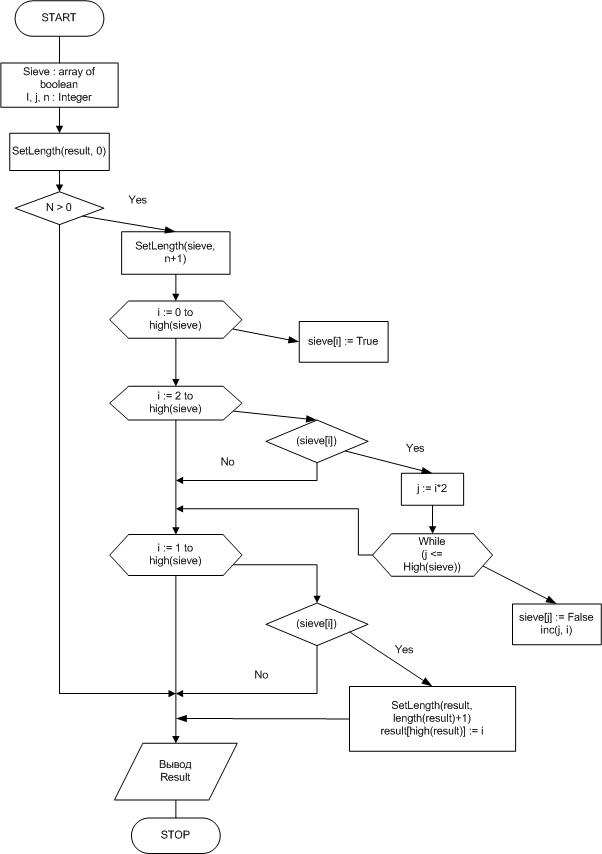 START
Sieve : array of
boolean
I, j, n : Integer
SetLength(result, 0)
N > 0
Yes
SetLength(sieve,
n+1)
i := 0 to
high(sieve)
sieve[i] := True
i := 2 to
high(sieve)
(sieve[i])
Yes
No
j := i*2
While
(j <=
High(sieve))
sieve[j] := False
inc(j, i)
i := 1 to
high(sieve)
(sieve[i])
Yes
No
SetLength(result,
length(result)+1)
result[high(result)] := i
Вывод
Result
STOP